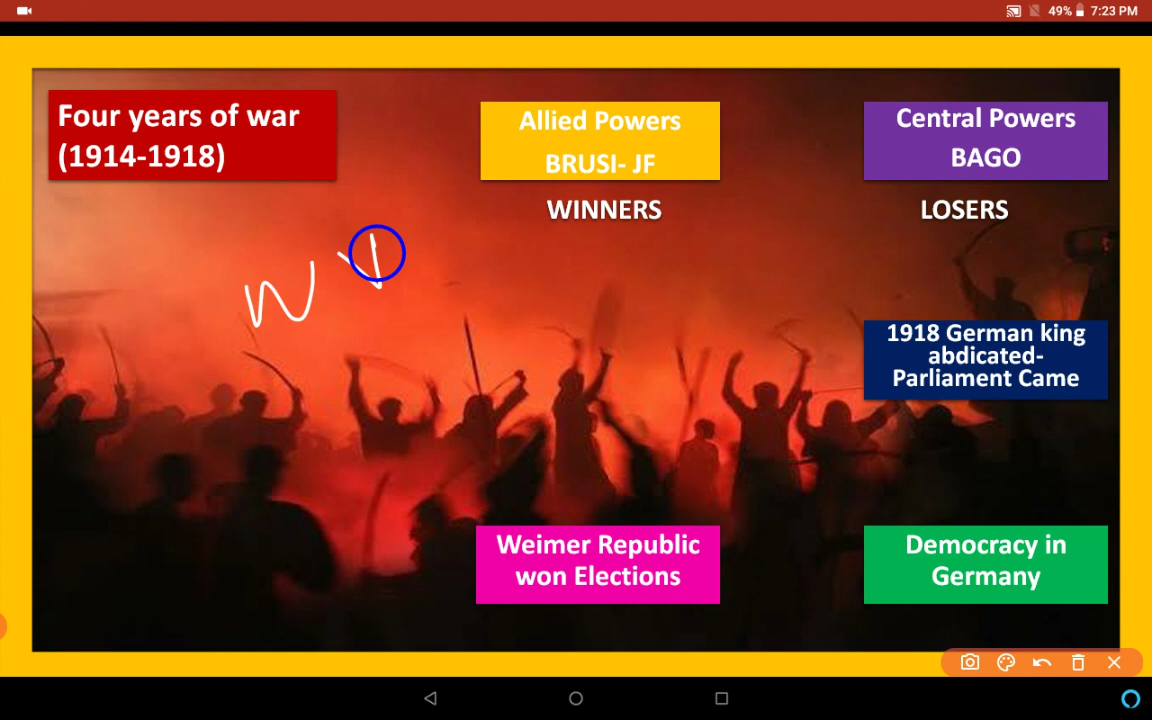 49% 7:23 PM
Four years of war
(1914-1918)
Allied Powers
BRUSI- JF
WINNERS
Central Powers
BAGO
LOSERS
W
1918 German king
abdicated-
Parliament Came
Weimer Republic
won Elections
Democracy in
Germany